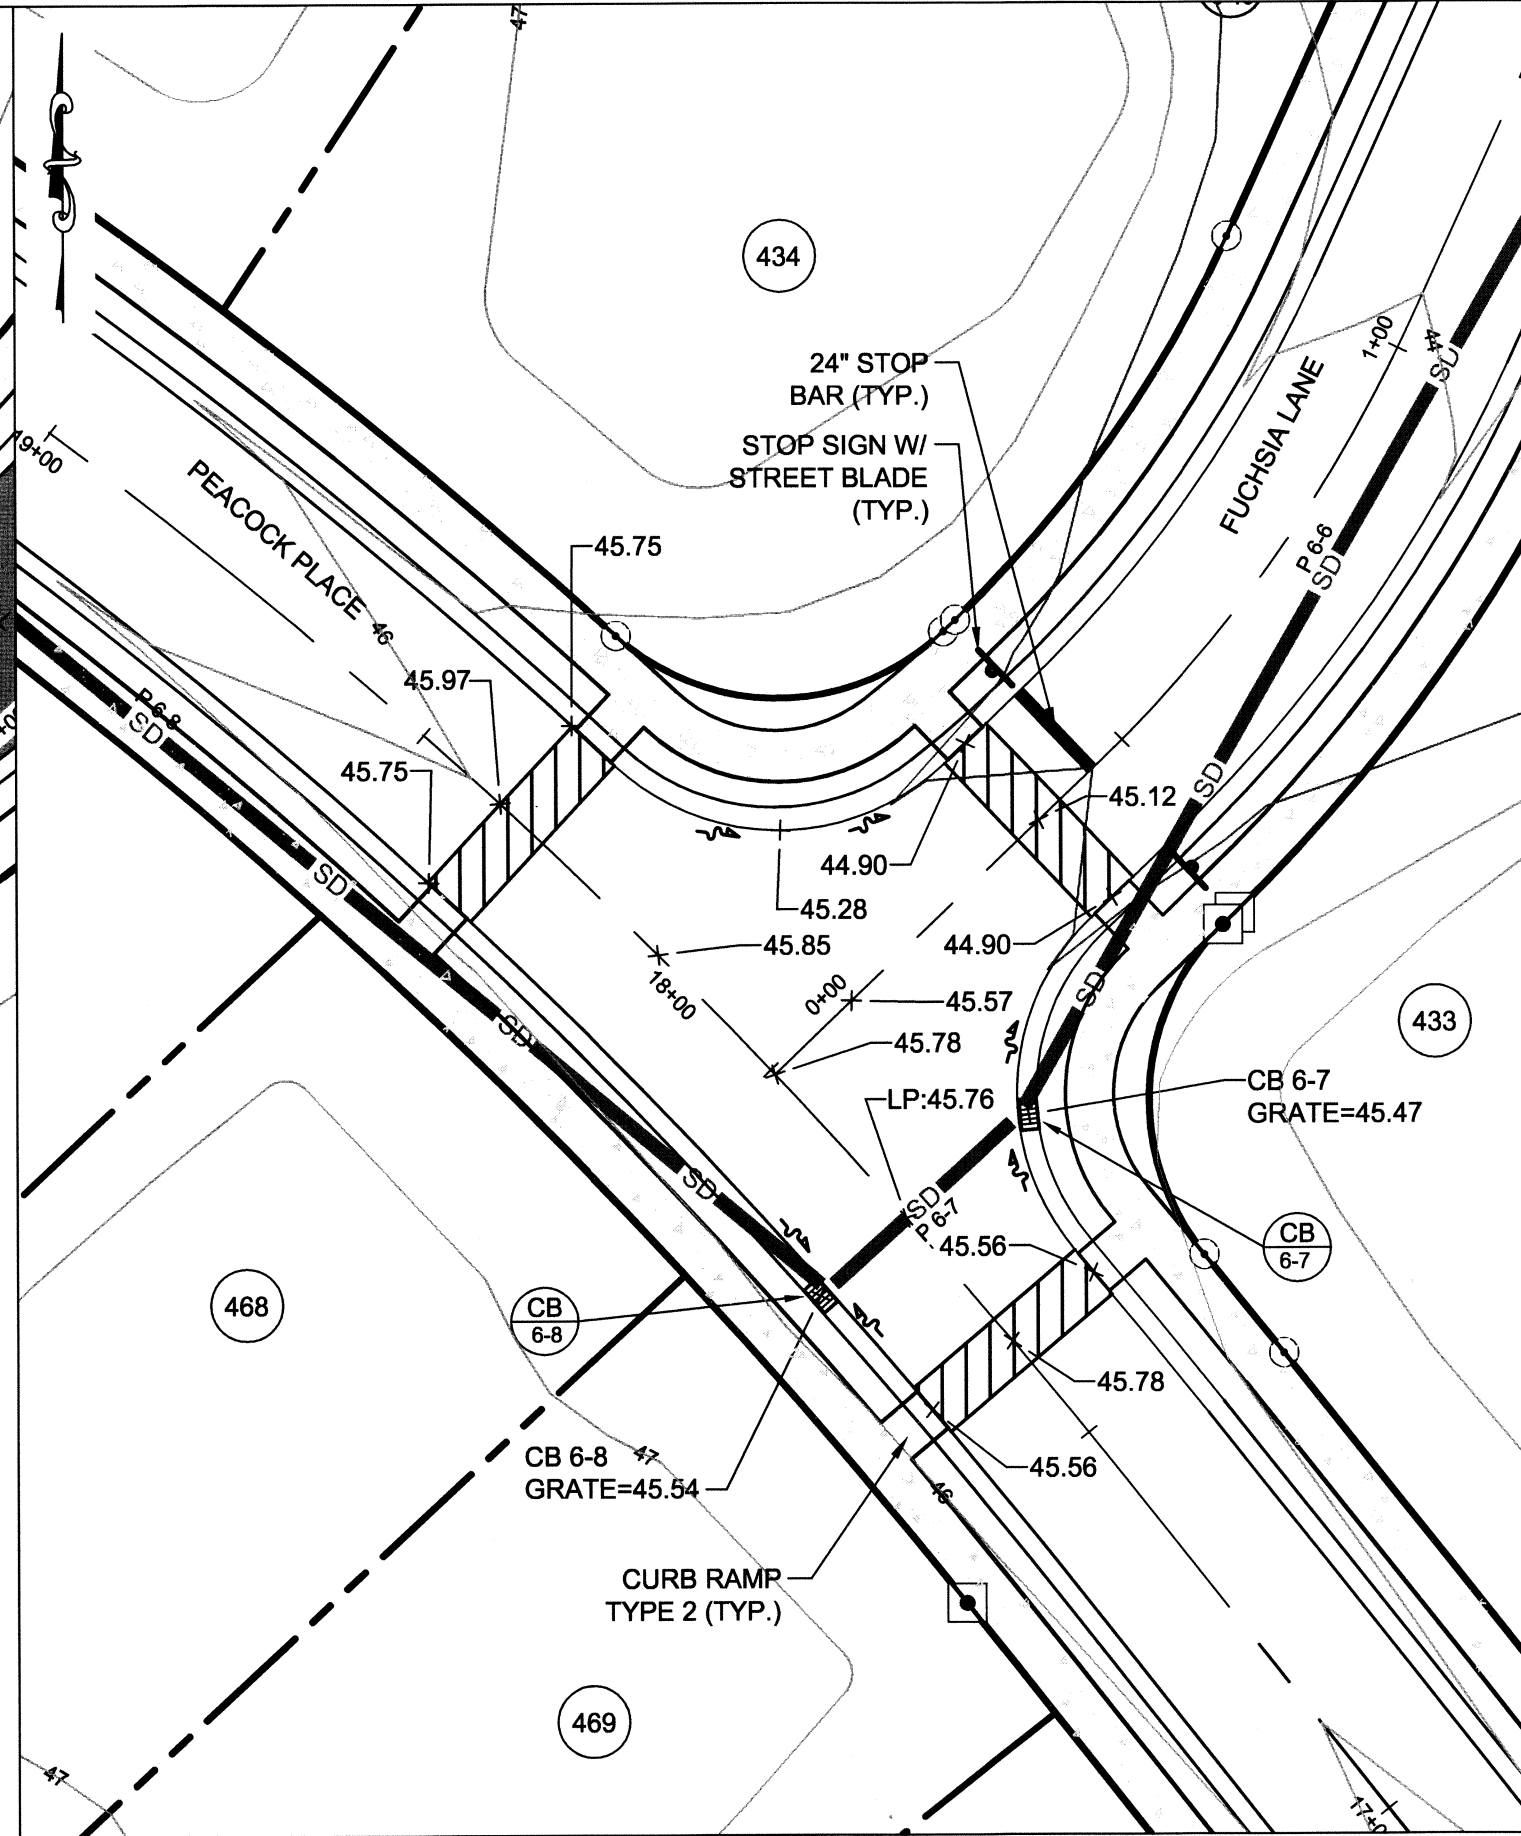 47
434
24" STOP
BAR (TYP.)
STOP SIGN W/
STREET BLADE
(TYP.)
1+00
44
SD
FUCHSIA LANE
19+00
PEACOCK PLACE
46
P 6-6
SD
45.75
45.97
P 6-8
SD
45.75
SD
45.12
44.90
SD
45.28
44.90
45.85
18+00
0+00
45.57
SD
433
SD
45.78
LP:45.76
CB 6-7
GRATE=45.47
SD
SD
P 6-7
45.56
CB
6-7
468
CB
6-8
45.78
CB 6-8
GRATE=45.54
47
45.56
46
CURB RAMP
TYPE 2 (TYP.)
469
47